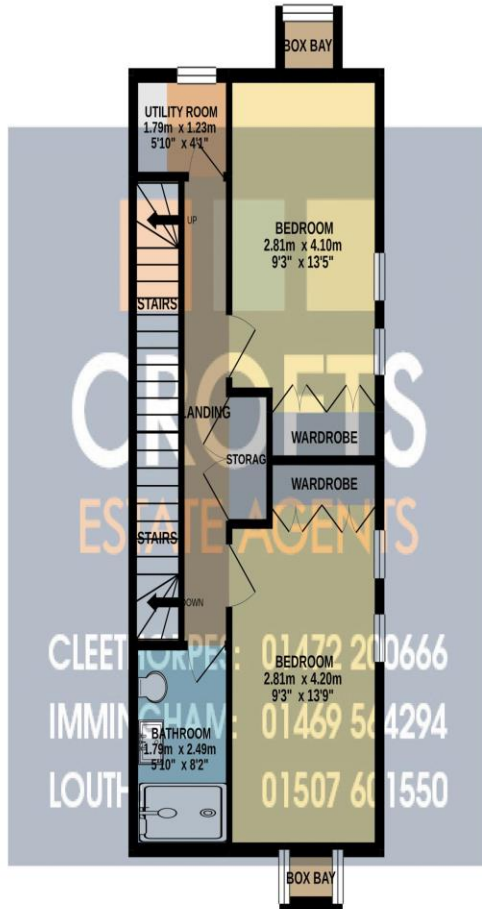 BOX BAY
UTILITY ROOM
1.79m x 1.23m
5'10" x 4'1"
UP
BEDROOM
2.81m x 4.10m
9'3" x 13'5"
STAIRS
CROFTS
LANDING
WARDROBE
STORAG
WARDROBE
ESTATE AGENTS
STAIRS
DOWN
CLEETHORPES: 01472 200666
BEDROOM
2.81m x 4.20m
9'3" x 13'9"
IMMINGHAM: 01469 564294
BATHROOM
1.79m x 2.49m
5'10" x 8'2"
LOUTH 01507 601550
BOX BAY